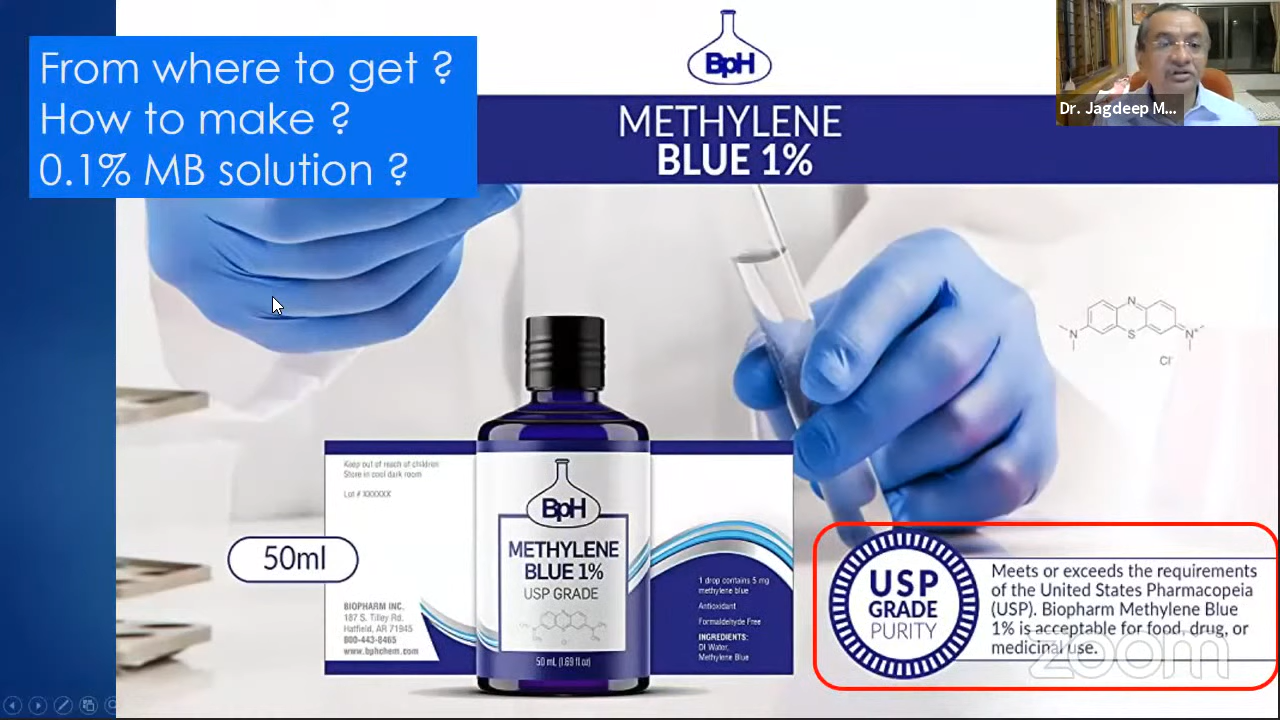 From where to get ?
How to make ?
0.1% MB solution ?
BpH
METHYLENE
BLUE 1%
Dr. Jagdeep M...
N
N
S
N+
Cl-
Keep out of reach of children
Store in cool dark room
Lot # XXXXXX
50ml
BIOPHARM INC.
187 S. Tilley Rd.
Hatfield, AR 71945
800-443-8465
www.bphchem.com
BpH
METHYLENE
BLUE 1%
USP GRADE
50 mL (1.69 fl oz)
1 drop contains 5 mg
methylene blue
Antioxidant
Formaldehyde Free
INGREDIENTS:
DI Water,
Methylene Blue
USP
GRADE
PURITY
Meets or exceeds the requirements
of the United States Pharmacopeia
(USP). Biopharm Methylene Blue
1% is acceptable for food, drug, or
medicinal use.
zoom